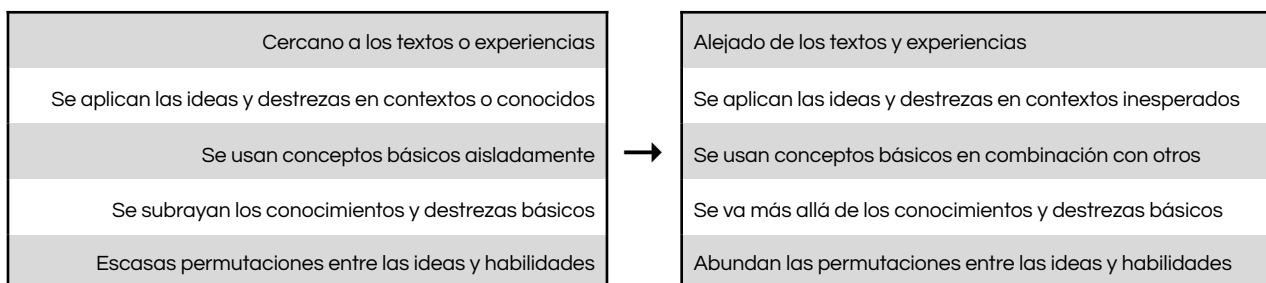 Cercano a los textos o experiencias
Alejado de los textos y experiencias
Se aplican las ideas y destrezas en contextos o conocidos
Se aplican las ideas y destrezas en contextos inesperados
Se usan conceptos básicos aisladamente
→
Se usan conceptos básicos en combinación con otros
Se subrayan los conocimientos y destrezas básicos
Se va más allá de los conocimientos y destrezas básicos
Escasas permutaciones entre las ideas y habilidades
Abundan las permutaciones entre las ideas y habilidades